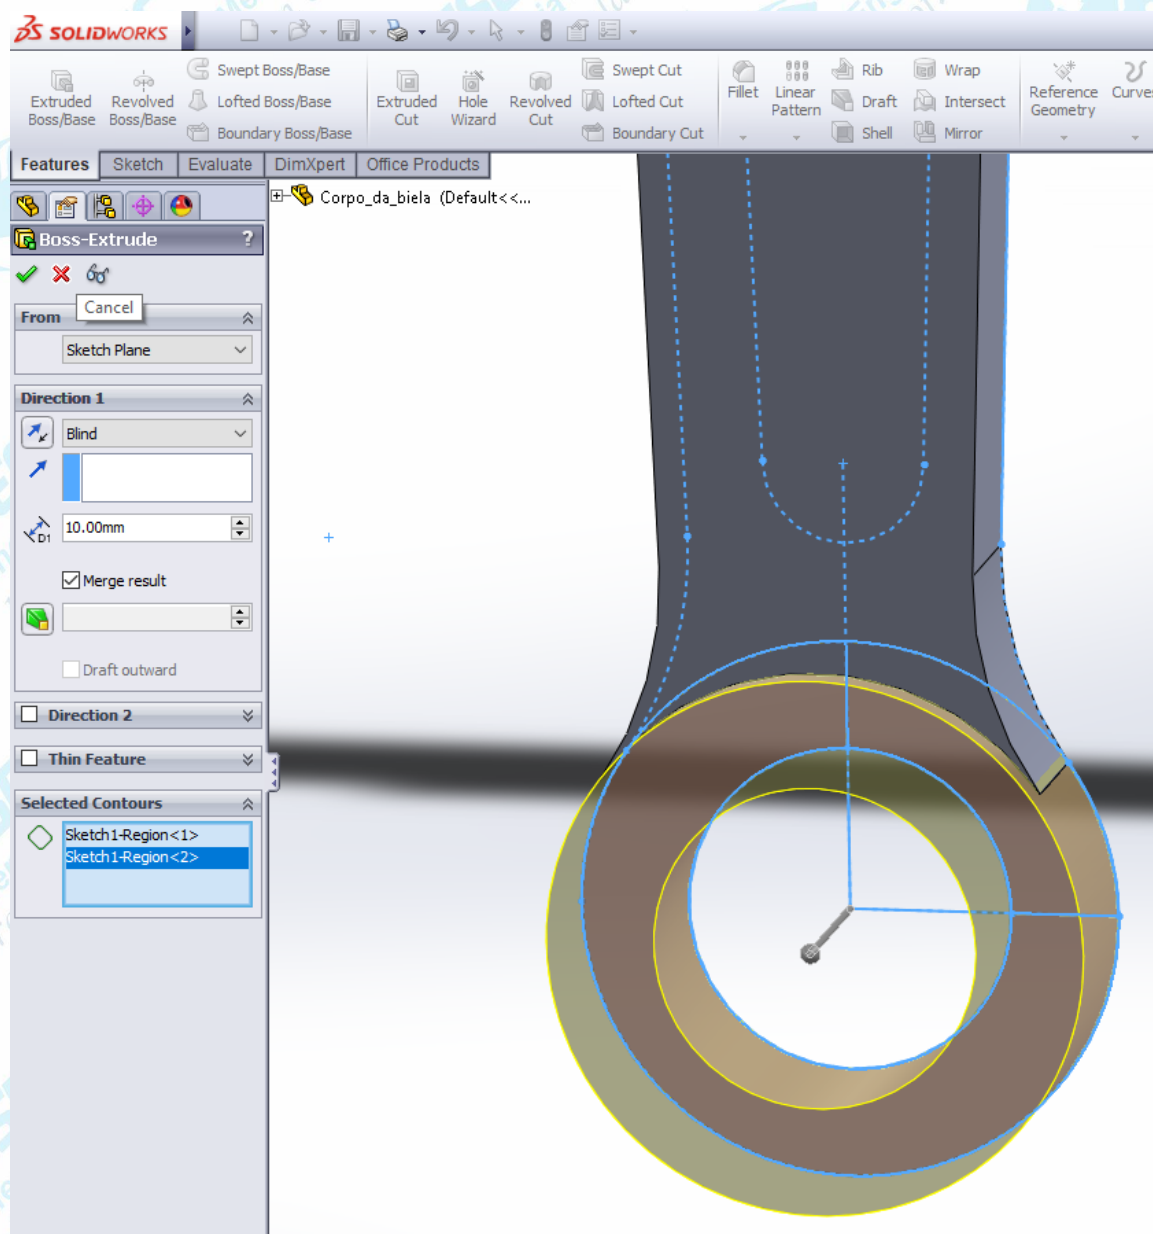 SOLIDWORKS
Extruded Boss/Base
Revolved Boss/Base
Swept Boss/Base
Lofted Boss/Base
Boundary Boss/Base
Extruded Cut
Hole Wizard
Revolved Cut
Swept Cut
Lofted Cut
Boundary Cut
Fillet
Linear Pattern
Rib
Draft
Shell
Wrap
Intersect
Mirror
Reference Geometry
Curve
Features Sketch Evaluate DimXpert Office Products
Corpo_da_biela (Default<<...
Boss-Extrude ?
Cancel
From
Sketch Plane
Direction 1
Blind
D1 10.00mm
Merge result
Draft outward
Direction 2
Thin Feature
Selected Contours
Sketch1-Region<1>
Sketch1-Region<2>